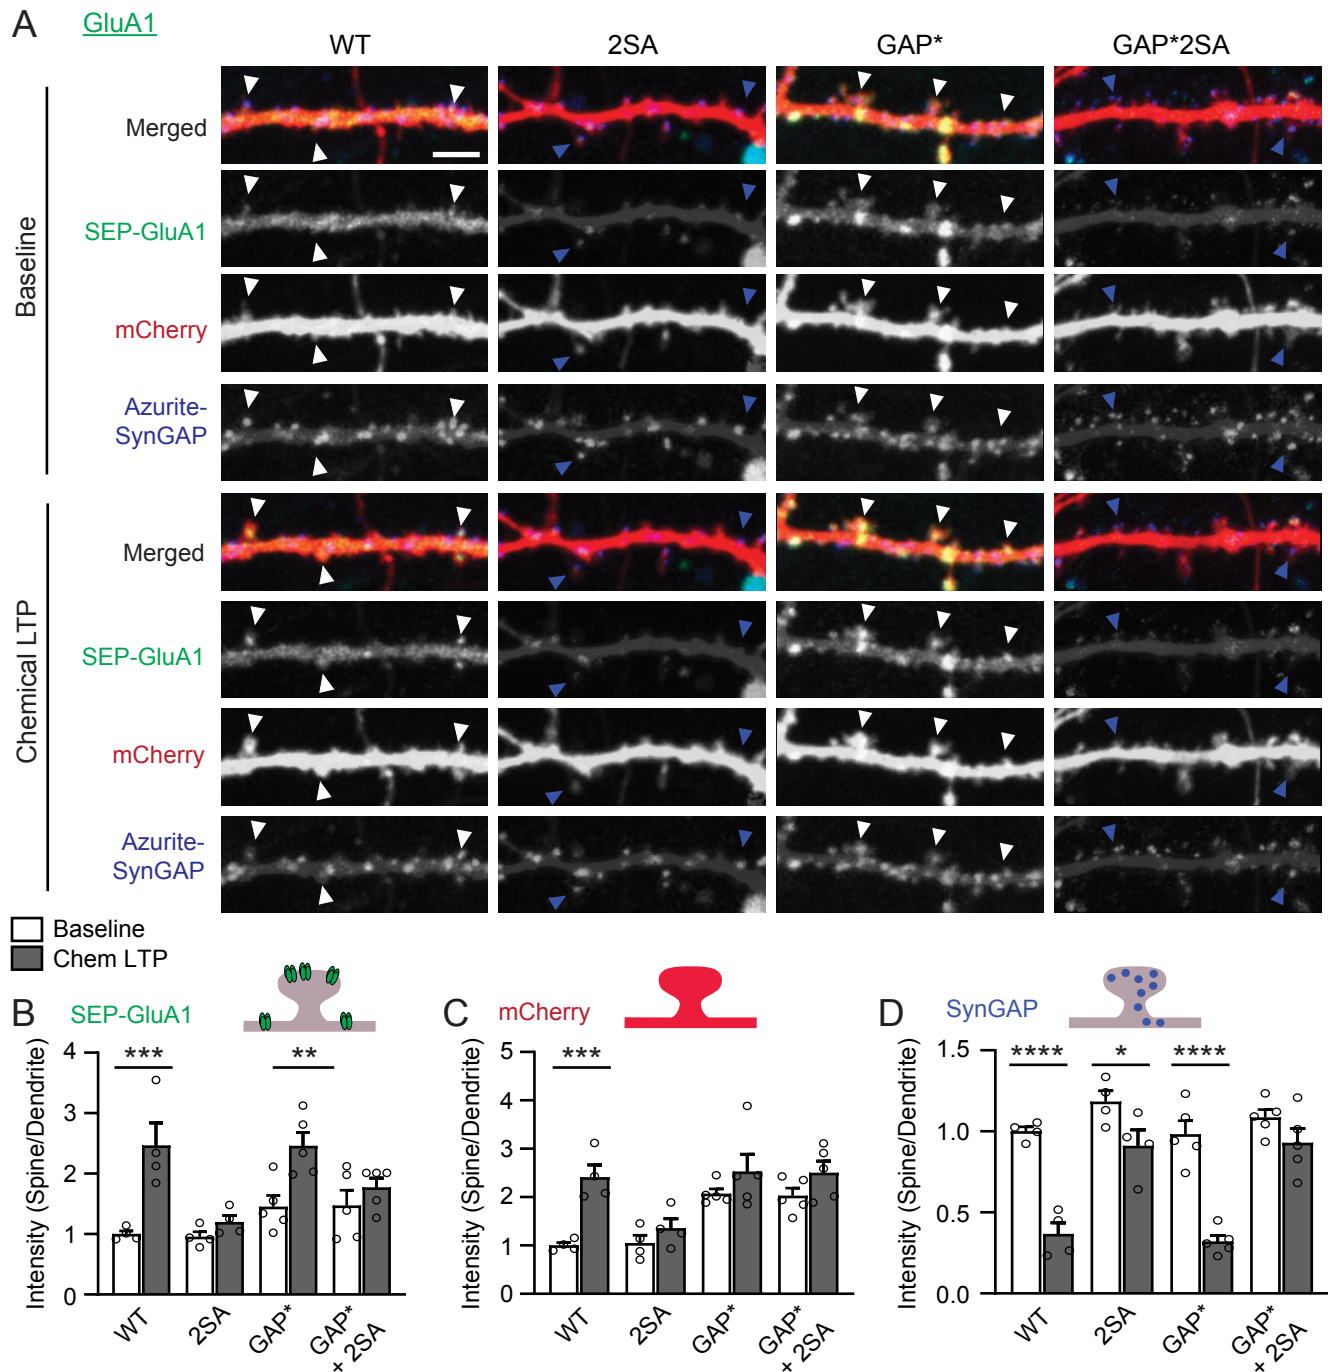 A
GluA1
WT
2SA
GAP*
GAP*2SA
Baseline
Merged
SEP-GluA1
mCherry
Azurite-
SynGAP
Chemical LTP
Merged
SEP-GluA1
mCherry
Azurite-
SynGAP
Baseline
Chem LTP
B
SEP-GluA1
Intensity (Spine/Dendrite)
4
3
2
1
0
***
**
WT
2SA
GAP*
GAP*
+ 2SA
C
mCherry
Intensity (Spine/Dendrite)
5
4
3
2
1
0
***
WT
2SA
GAP*
GAP*
+ 2SA
D
SynGAP
Intensity (Spine/Dendrite)
1.5
1.0
0.5
0.0
****
*
****
WT
2SA
GAP*
GAP*
+ 2SA